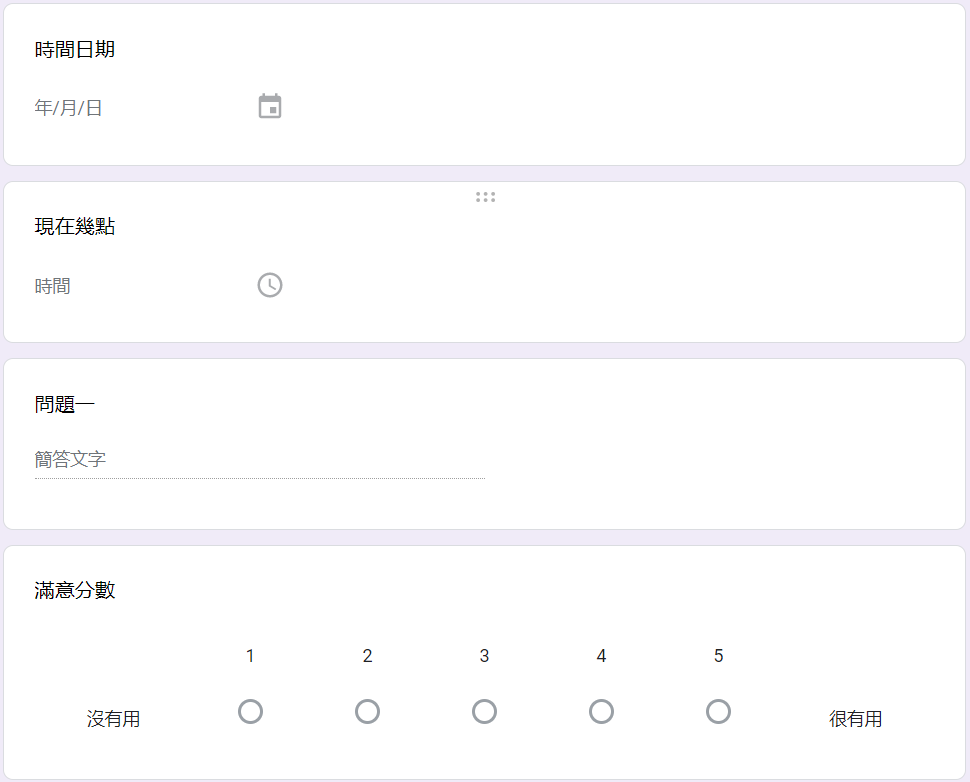 時間日期
年/月/日
現在幾點
時間
問題一
簡答文字
滿意分數
1 2 3 4 5
沒有用 很有用